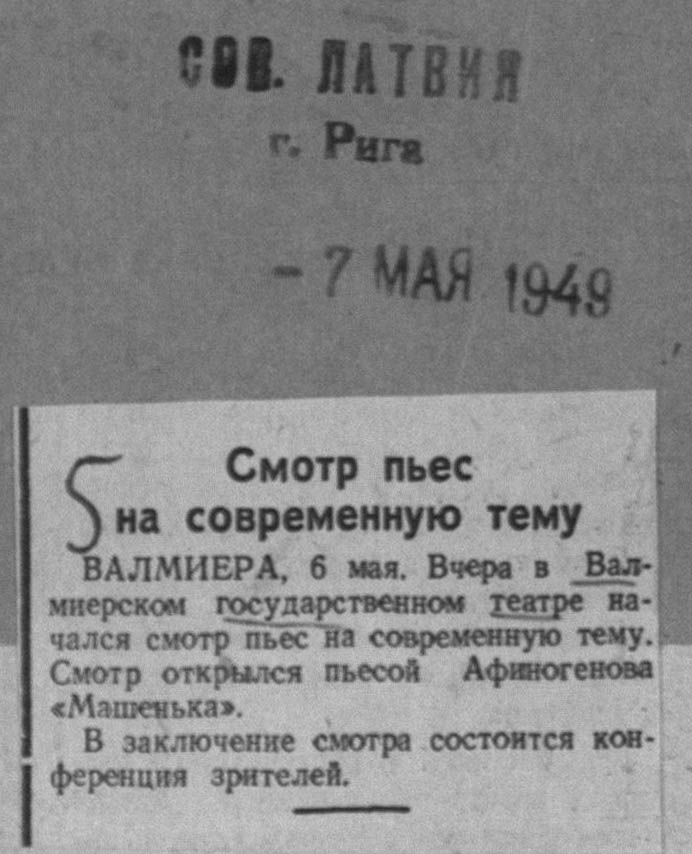 СОВ. ЛАТВИЯ
г. Рига
- 7 МАЯ 1949
5
Смотр пьес
на современную тему
ВАЛМИЕРА, 6 мая. Вчера в Вал-
миерском государственном театре на-
чался смотр пьес на современную тему.
Смотр открылся пьесой Афиногенова
«Машенька».
В заключение смотра состоится кон-
ференция зрителей.